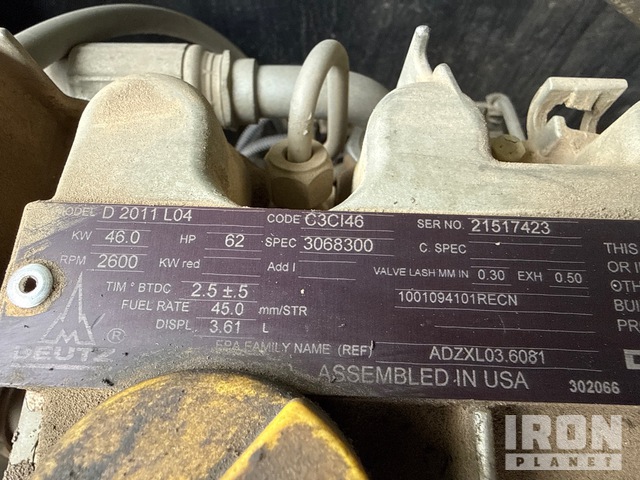 MODEL D 2011 L04 CODE C3CI46 SER NO. 21517423
KW 46.0 HP 62 SPEC 3068300 C. SPEC THIS
RPM 2600 KW red Add I VALVE LASH MM IN 0.30 EXH 0.50 OR
TIM ° BTDC 2.5 ±.5 1001094101RECN OTH
FUEL RATE 45.0 mm/STR BUI
DISPL 3.61 L PRO
DEUTZ ® EPA FAMILY NAME (REF) ADZXL03.6081
ASSEMBLED IN USA 302066
IRON
PLANET